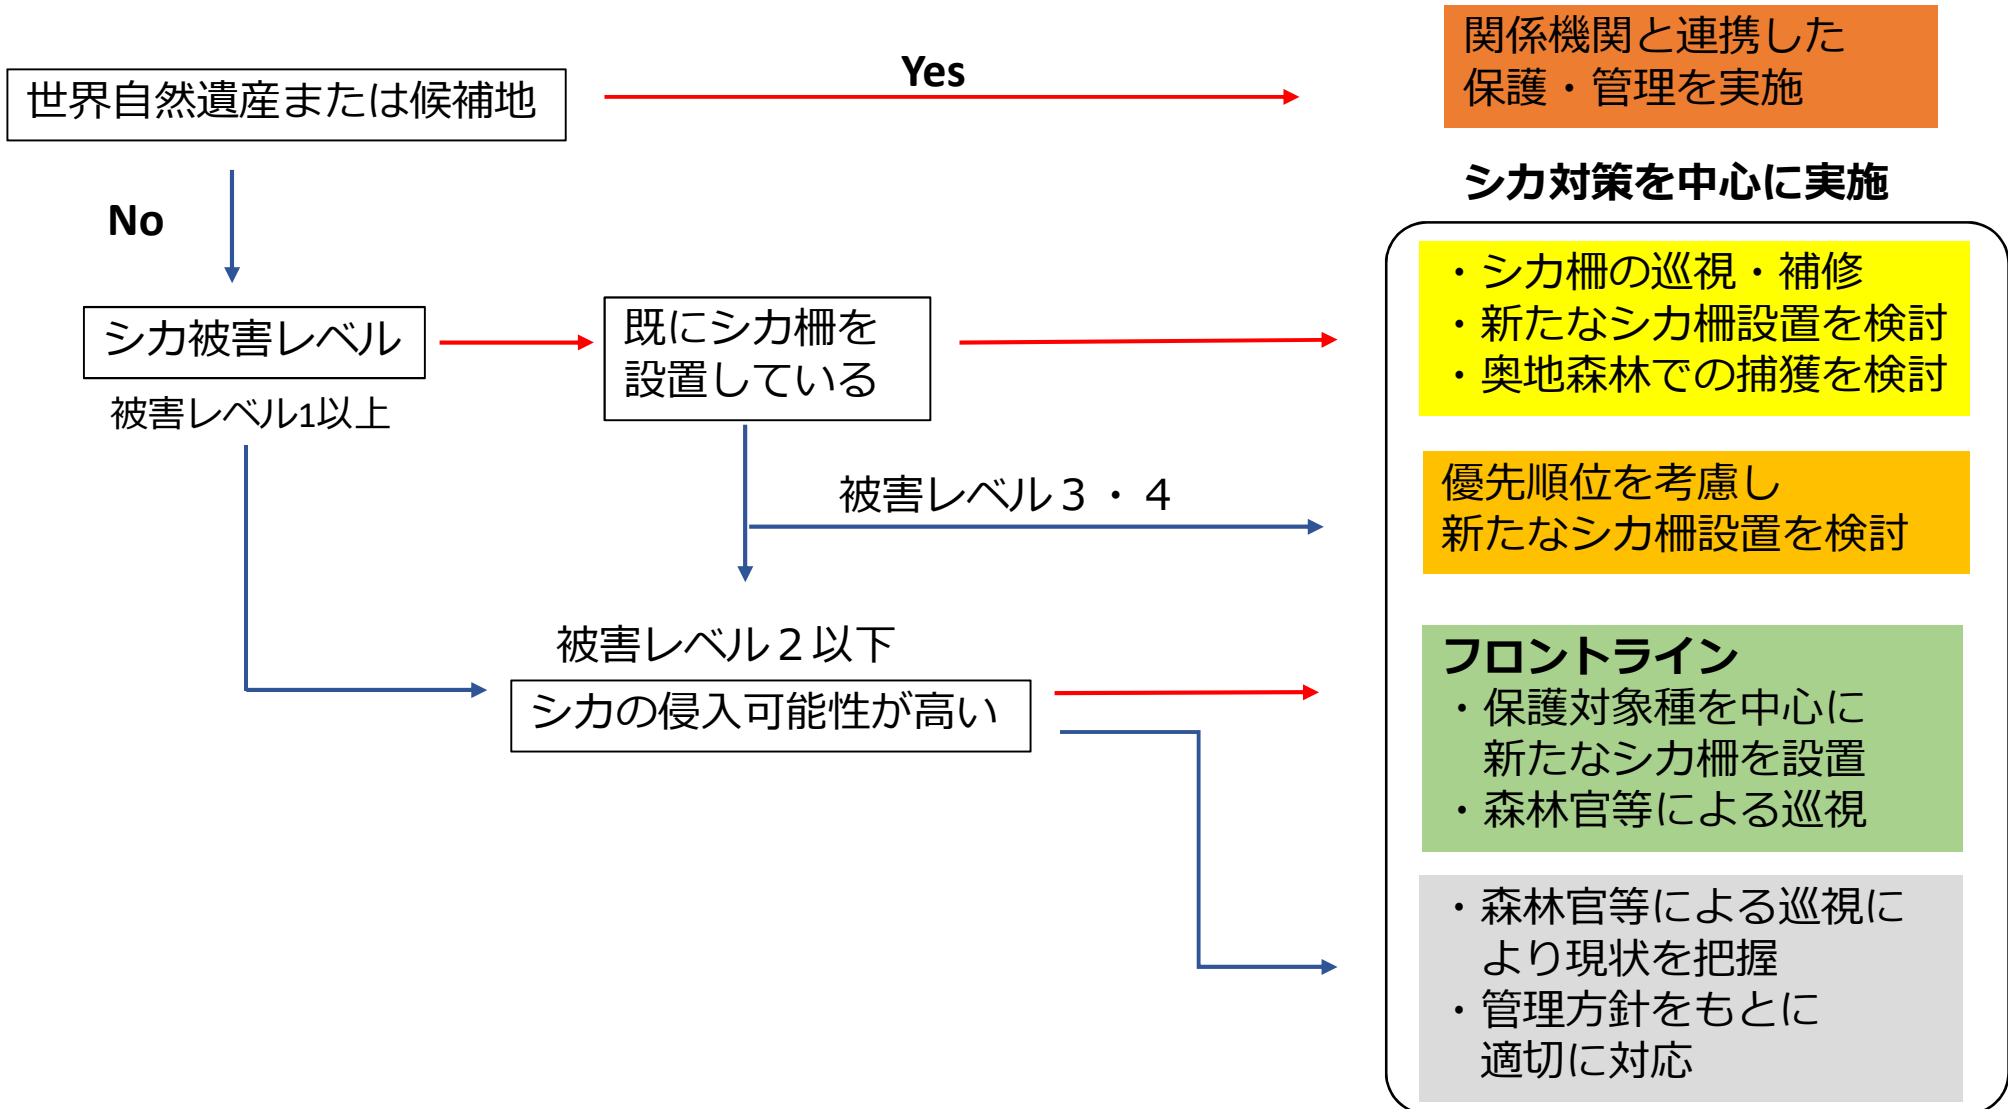 世界自然遺産または候補地
Yes
関係機関と連携した
保護・管理を実施
シカ対策を中心に実施
No
シカ被害レベル
被害レベル1以上
既にシカ柵を
設置している
・シカ柵の巡視・補修
・新たなシカ柵設置を検討
・奥地森林での捕獲を検討
被害レベル３・４
優先順位を考慮し
新たなシカ柵設置を検討
被害レベル２以下
シカの侵入可能性が高い
フロントライン
・保護対象種を中心に
新たなシカ柵を設置
・森林官等による巡視
・森林官等による巡視に
より現状を把握
・管理方針をもとに
適切に対応